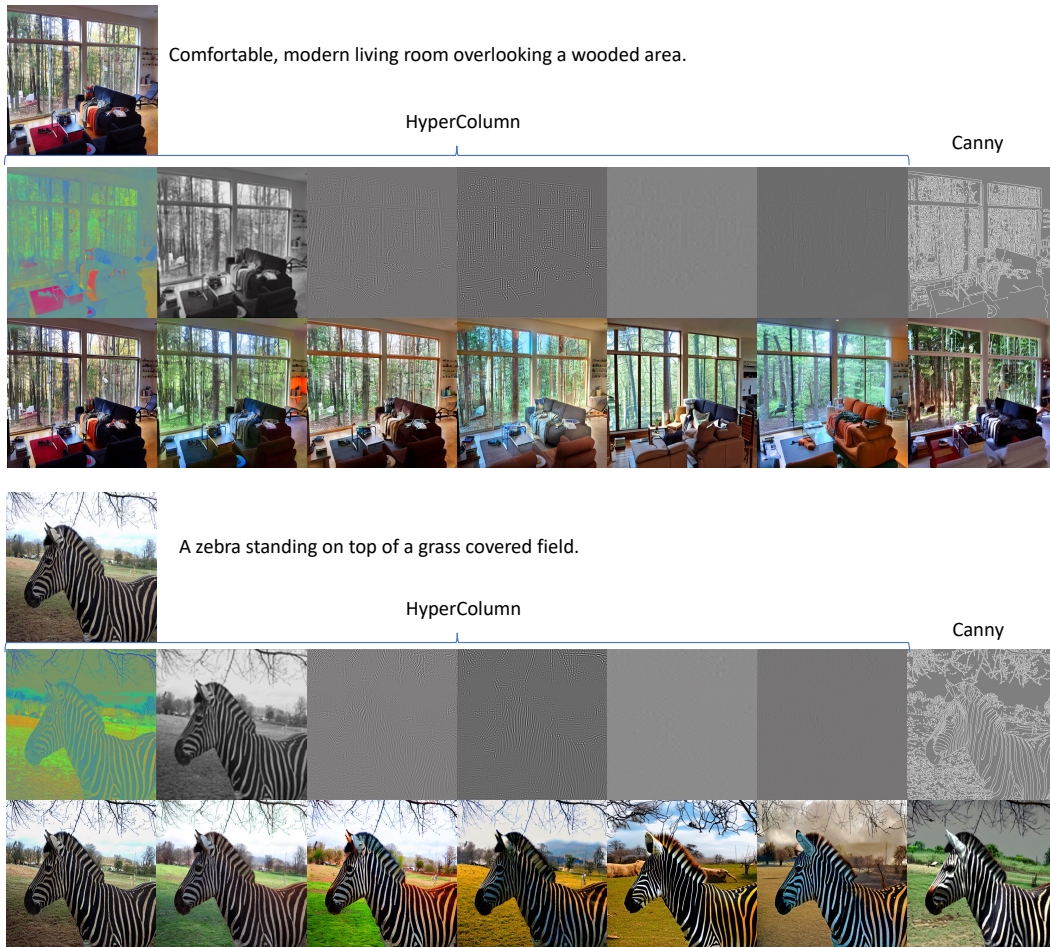 Comfortable, modern living room overlooking a wooded area.
HyperColumn
Canny
A zebra standing on top of a grass covered field.
HyperColumn
Canny